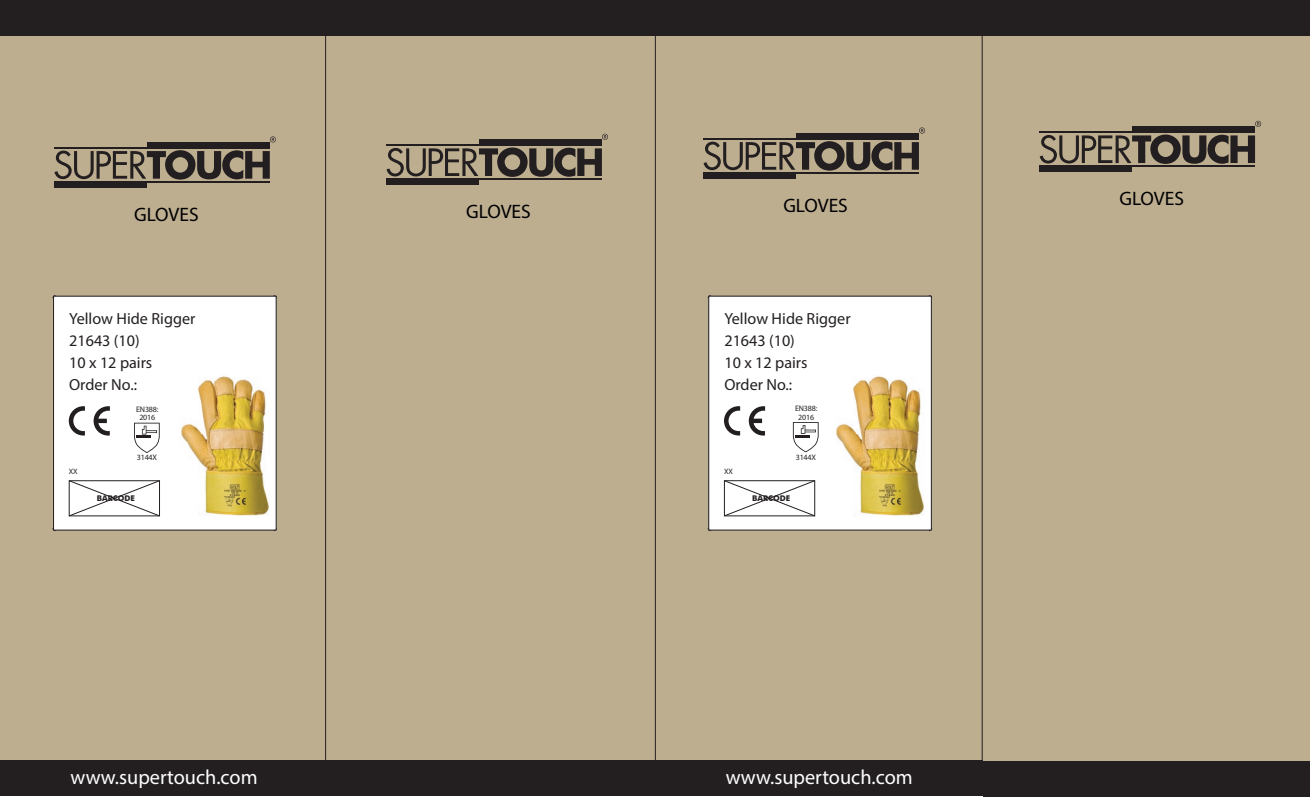 SUPERTOUCH®
GLOVES
Yellow Hide Rigger
21643 (10)
10 x 12 pairs
Order No.:
CE
EN388:
2016
3144X
xx
BARCODE
CE
www.supertouch.com
SUPERTOUCH®
GLOVES
SUPERTOUCH®
GLOVES
Yellow Hide Rigger
21643 (10)
10 x 12 pairs
Order No.:
CE
EN388:
2016
3144X
xx
BARCODE
CE
www.supertouch.com
SUPERTOUCH®
GLOVES